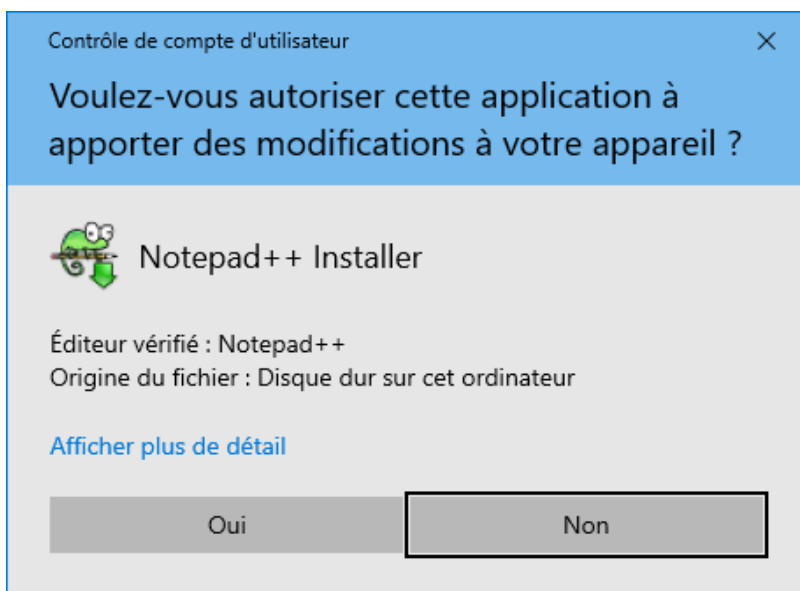 Contrôle de compte d'utilisateur
Voulez-vous autoriser cette application à
apporter des modifications à votre appareil ?
Notepad++ Installer
Éditeur vérifié : Notepad++
Origine du fichier : Disque dur sur cet ordinateur
Afficher plus de détail
Oui
Non